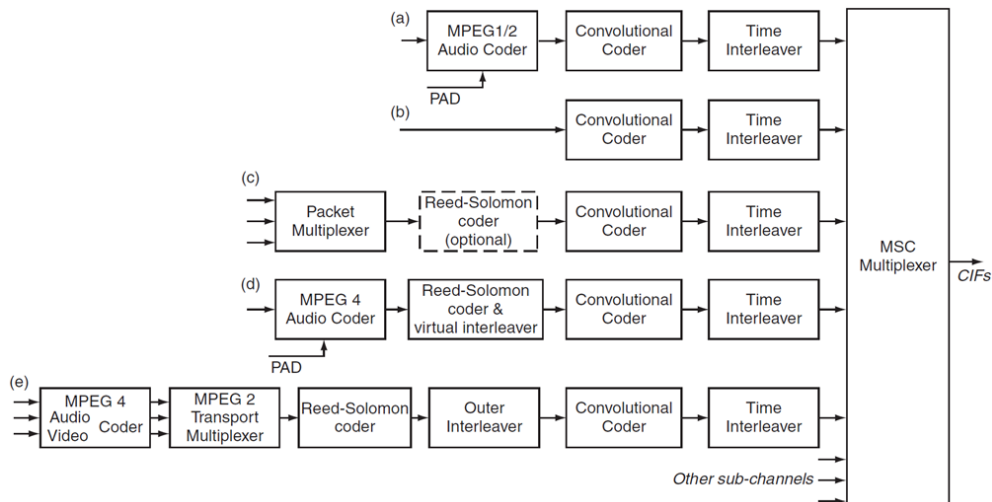 (a)
MPEG1/2
Audio Coder
Convolutional
Coder
Time
Interleaver
PAD
(b)
Convolutional
Coder
Time
Interleaver
(c)
Packet
Multiplexer
Reed-Solomon
coder
(optional)
Convolutional
Coder
Time
Interleaver
MSC
Multiplexer
CIFs
(d)
MPEG 4
Audio Coder
Reed-Solomon
coder &
virtual interleaver
Convolutional
Coder
Time
Interleaver
PAD
(e)
MPEG 4
Audio Coder
Video
MPEG 2
Transport
Multiplexer
Reed-Solomon
coder
Outer
Interleaver
Convolutional
Coder
Time
Interleaver
Other sub-channels